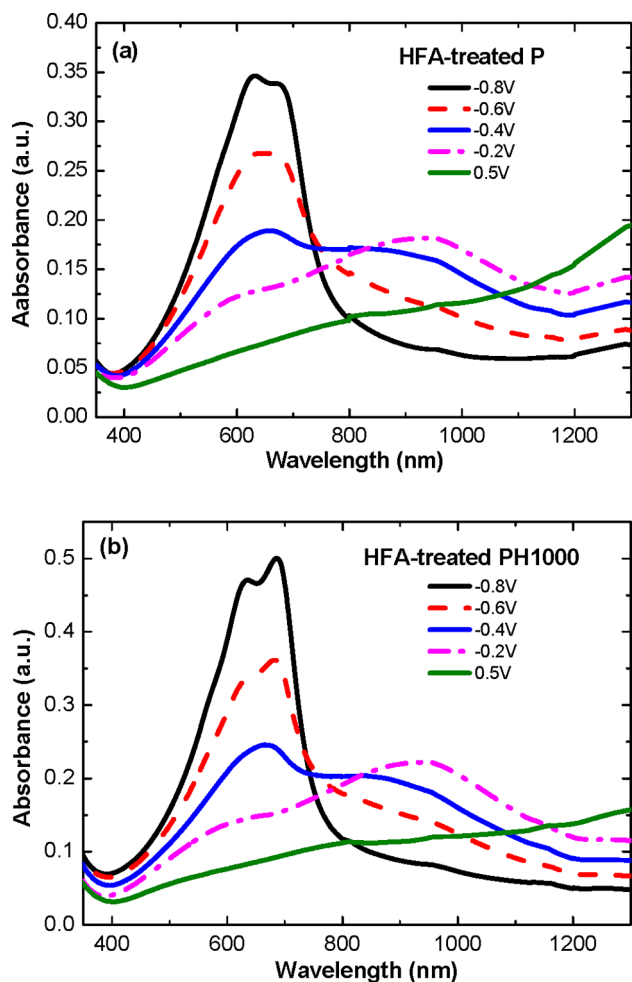 (a)
HFA-treated P
-0.8V
-0.6V
-0.4V
-0.2V
0.5V
Aabsorbance (a.u.)
0.40
0.35
0.30
0.25
0.20
0.15
0.10
0.05
0.00
400 600 800 1000 1200
Wavelength (nm)
(b)
HFA-treated PH1000
-0.8V
-0.6V
-0.4V
-0.2V
0.5V
Absorbance (a.u.)
0.5
0.4
0.3
0.2
0.1
0.0
400 600 800 1000 1200
Wavelength (nm)